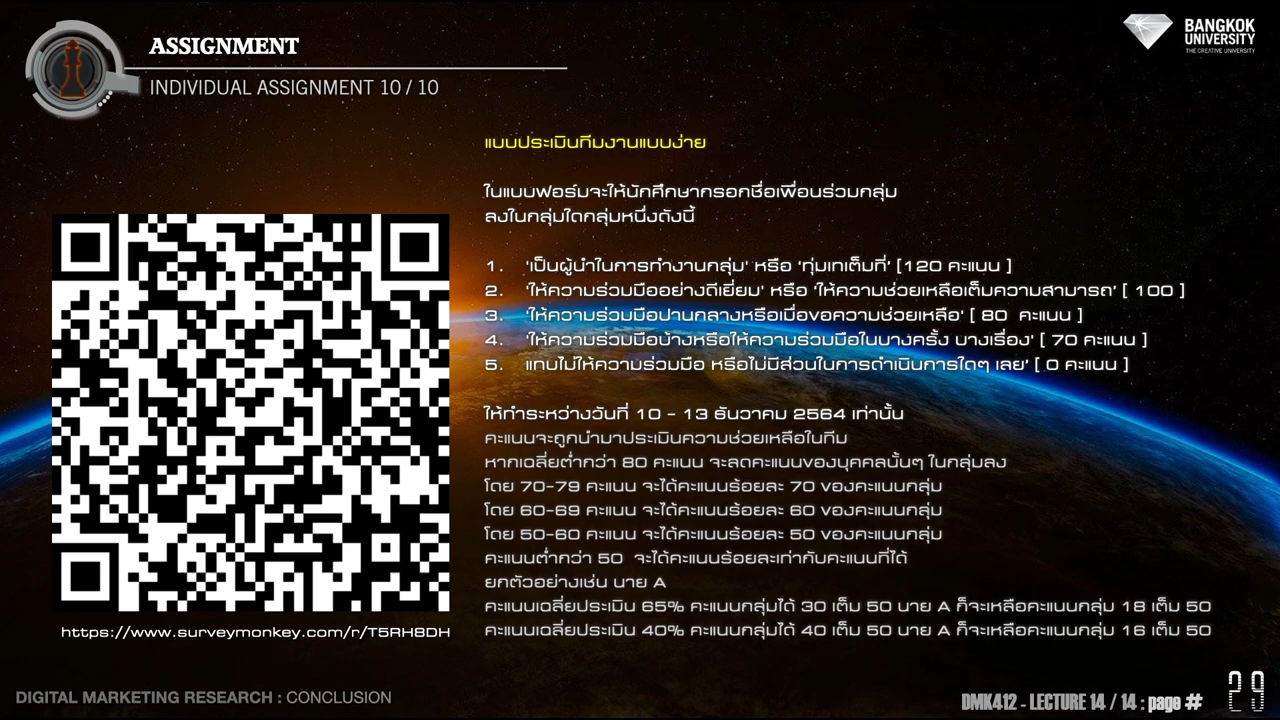 ASSIGNMENT
INDIVIDUAL ASSIGNMENT 10 / 10
BANGKOK
UNIVERSITY
THE CREATIVE UNIVERSITY
แบบประเมินทีมงานแบบง่าย
ในแบบฟอร์มจะให้นักศึกษากรอกชื่อเพื่อนร่วมกลุ่ม
ลงในกลุ่มใดกลุ่มหนึ่งดังนี้
1. 'เป็นผู้นำในการทำงานกลุ่ม' หรือ 'ทุ่มเทเต็มที่' [120 คะแนน ]
2. 'ให้ความร่วมมืออย่างดีเยี่ยม' หรือ 'ให้ความช่วยเหลือเต็มความสามารถ' [ 100 ]
3. 'ให้ความร่วมมือปานกลางหรือเมื่อขอความช่วยเหลือ' [ 80 คะแนน ]
4. 'ให้ความร่วมมือบ้างหรือให้ความร่วมมือในบางครั้ง บางเรื่อง' [ 70 คะแนน ]
5. แทบไม่ให้ความร่วมมือ หรือไม่มีส่วนในการดำเนินการใดๆ เลย' [ 0 คะแนน ]
ให้ทำระหว่างวันที่ 10 - 13 ธันวาคม 2564 เท่านั้น
คะแนนจะถูกนำมาประเมินความช่วยเหลือในทีม
หากเฉลี่ยต่ำกว่า 80 คะแนน จะลดคะแนนของบุคคลนั้นๆ ในกลุ่มลง
โดย 70-79 คะแนน จะได้คะแนนร้อยละ 70 ของคะแนนกลุ่ม
โดย 60-69 คะแนน จะได้คะแนนร้อยละ 60 ของคะแนนกลุ่ม
โดย 50-60 คะแนน จะได้คะแนนร้อยละ 50 ของคะแนนกลุ่ม
คะแนนต่ำกว่า 50 จะได้คะแนนร้อยละเท่ากับคะแนนที่ได้
ยกตัวอย่างเช่น นาย A
คะแนนเฉลี่ยประเมิน 65% คะแนนกลุ่มได้ 30 เต็ม 50 นาย A ก็จะเหลือคะแนนกลุ่ม 18 เต็ม 50
คะแนนเฉลี่ยประเมิน 40% คะแนนกลุ่มได้ 40 เต็ม 50 นาย A ก็จะเหลือคะแนนกลุ่ม 16 เต็ม 50
https://www.surveymonkey.com/r/T5RH8DH
DIGITAL MARKETING RESEARCH : CONCLUSION
DMK412 - LECTURE 14 / 14 : page # 29